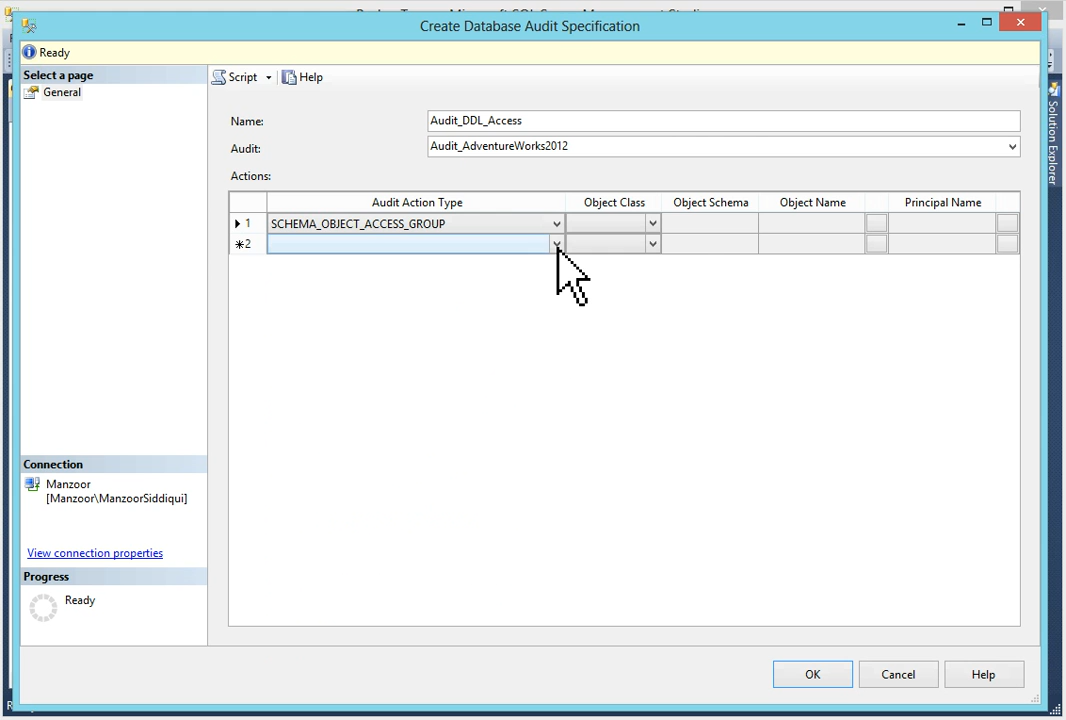 Create Database Audit Specification
Ready
Select a page
General
Script
Help
Name:
Audit_DDL_Access
Audit:
Audit_AdventureWorks2012
Actions:
Audit Action Type
Object Class
Object Schema
Object Name
Principal Name
1
SCHEMA_OBJECT_ACCESS_GROUP
2
Solution Explorer
Connection
Manzoor
[Manzoor\ManzoorSiddiqui]
View connection properties
Progress
Ready
OK
Cancel
Help